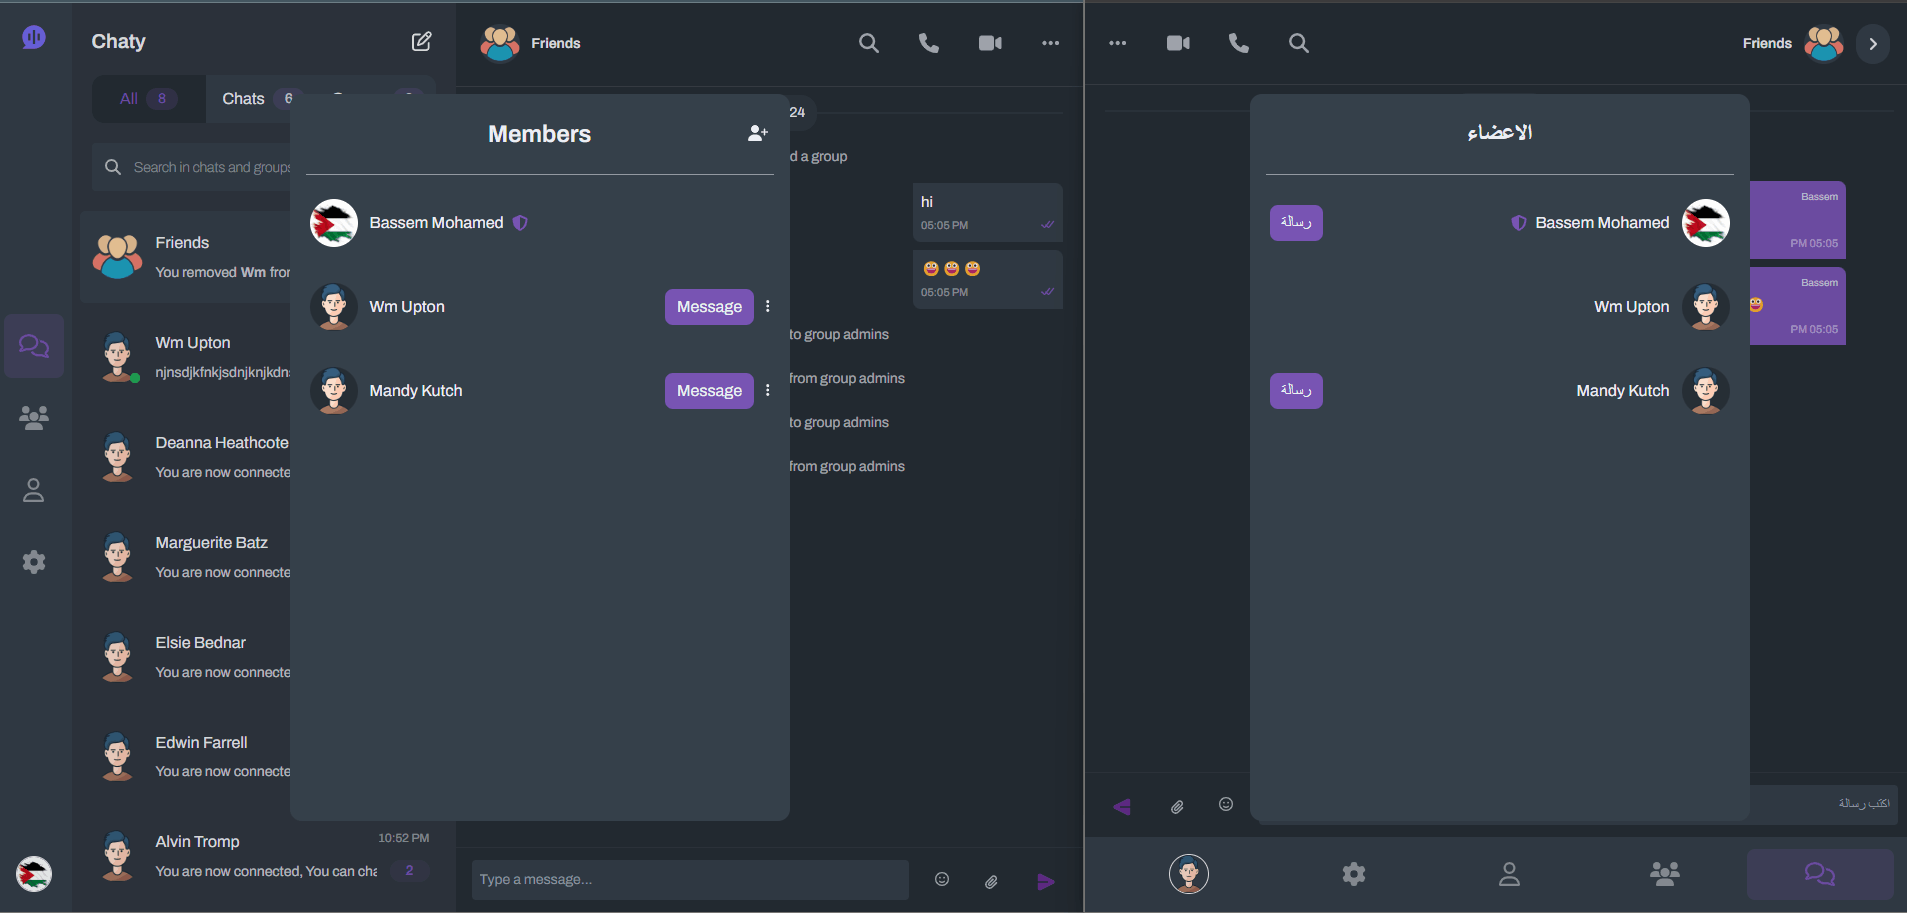 Chaty
All 8
Chats 6
Search in chats and groups
Friends
You removed Wm from
Wm Upton
njnsdjkfnkjsdnjknjkdns
Deanna Heathcote
You are now connecte
Marguerite Batz
You are now connecte
Elsie Bednar
You are now connecte
Edwin Farrell
You are now connecte
Alvin Tromp
10:52 PM
You are now connected, You can cha
2
Friends
24
d a group
hi
05:05 PM
05:05 PM
to group admins
from group admins
to group admins
from group admins
Type a message...
Members
Bassem Mohamed
Wm Upton
Message
Mandy Kutch
Message
Friends
الاعضاء
Bassem Mohamed
رسالة
Wm Upton
Mandy Kutch
رسالة
Bassem
PM 05:05
Bassem
PM 05:05
اكتب رسالة